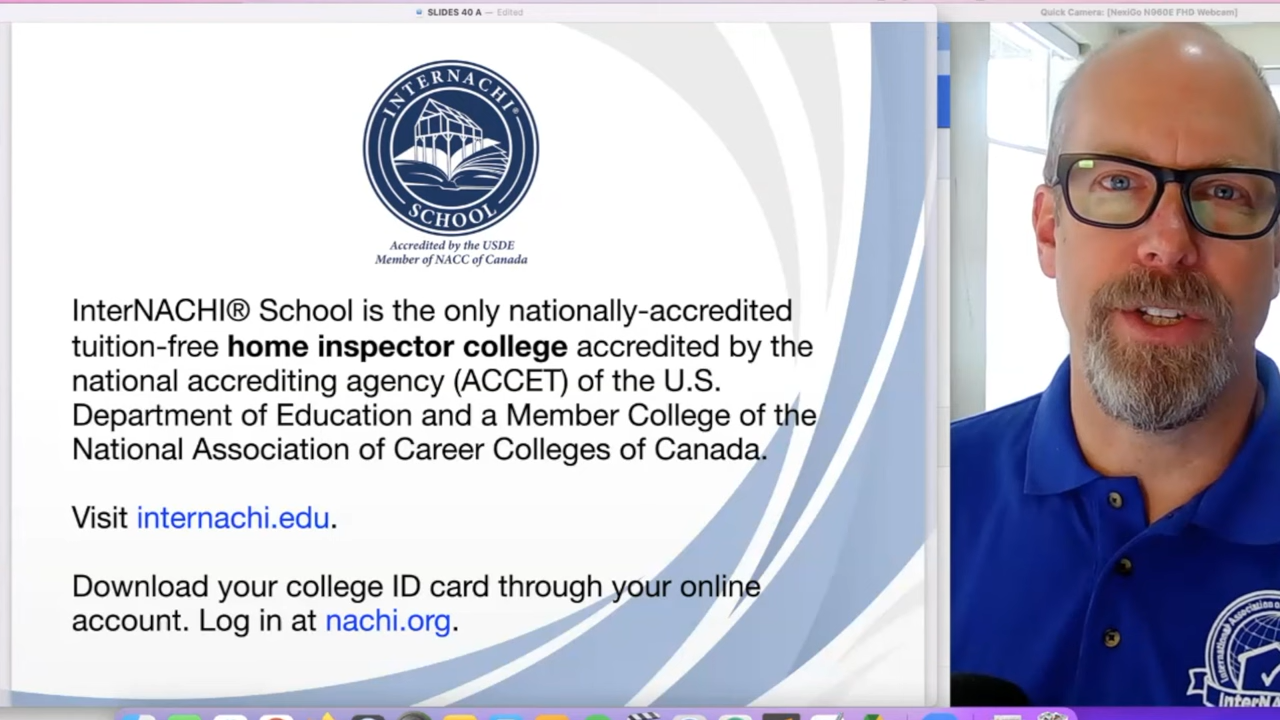 SLIDES 40 A — Edited
Quick Camera: [NexiGo N960E FHD Webcam]
INTERNACHI®
SCHOOL
Accredited by the USDE
Member of NACC of Canada
InterNACHI® School is the only nationally-accredited
tuition-free home inspector college accredited by the
national accrediting agency (ACCET) of the U.S.
Department of Education and a Member College of the
National Association of Career Colleges of Canada.
Visit internachi.edu.
Download your college ID card through your online
account. Log in at nachi.org.
International Association o
InterNA